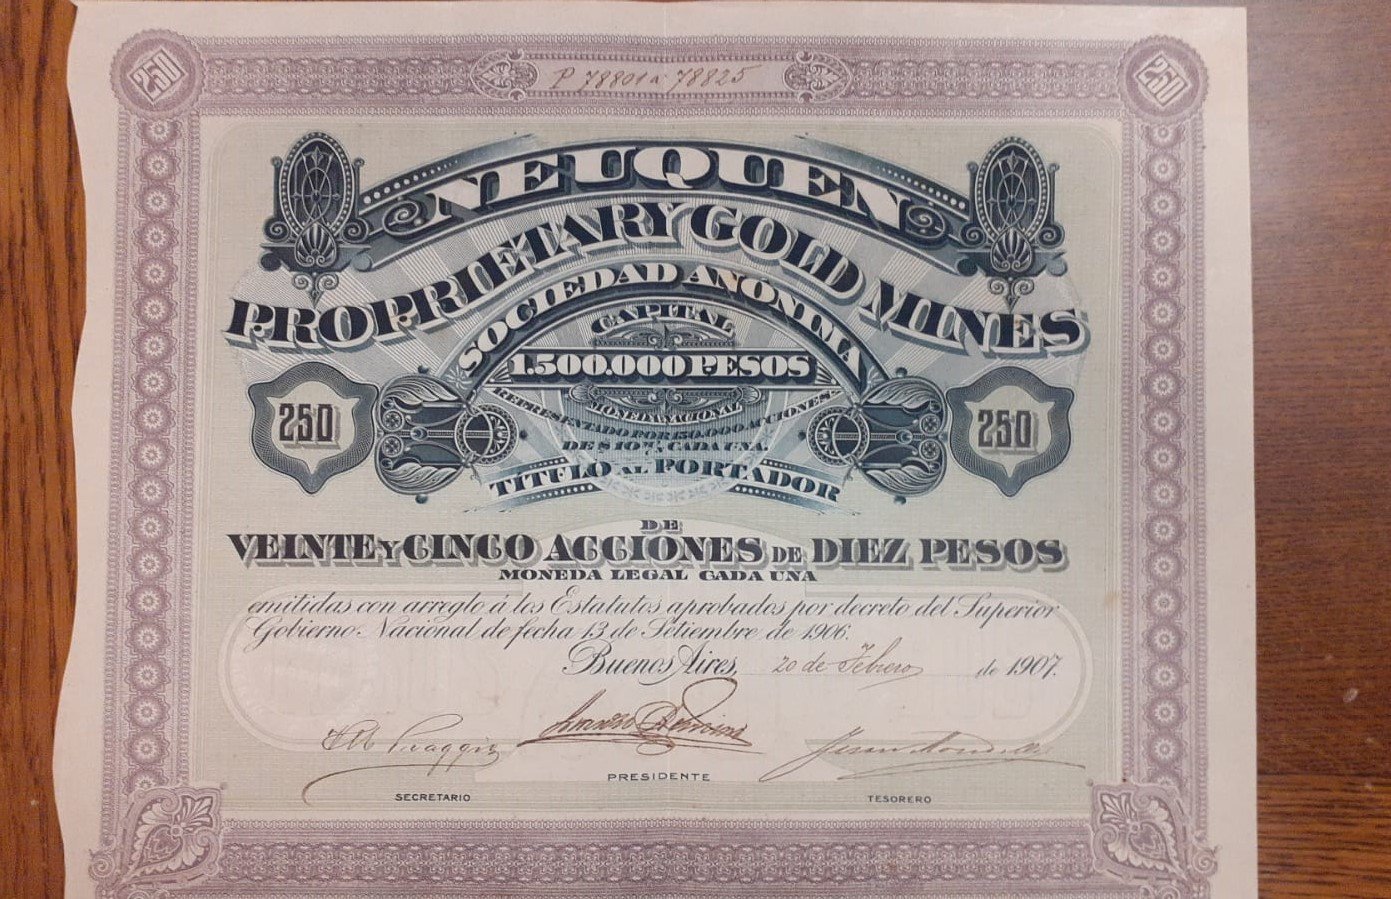 250
P 78801 a 78825
250
NEUQUEN
PROPRIETARY GOLD MINES
SOCIEDAD ANÓNIMA
CAPITAL
1.500.000 PESOS
MONEDA NACIONAL
REPRESENTADO POR 150.000 ACCIONES
DE $ 10 m/n CADA UNA.
250
250
TÍTULO AL PORTADOR
DE
VEINTE Y CINCO ACCIONES DE DIEZ PESOS
MONEDA LEGAL CADA UNA
emitidas con arreglo á los Estatutos aprobados por decreto del Superior
Gobierno Nacional de fecha 13 de Setiembre de 1906.
Buenos Aires, 20 de Febrero de 1907.
PRESIDENTE
SECRETARIO
TESORERO